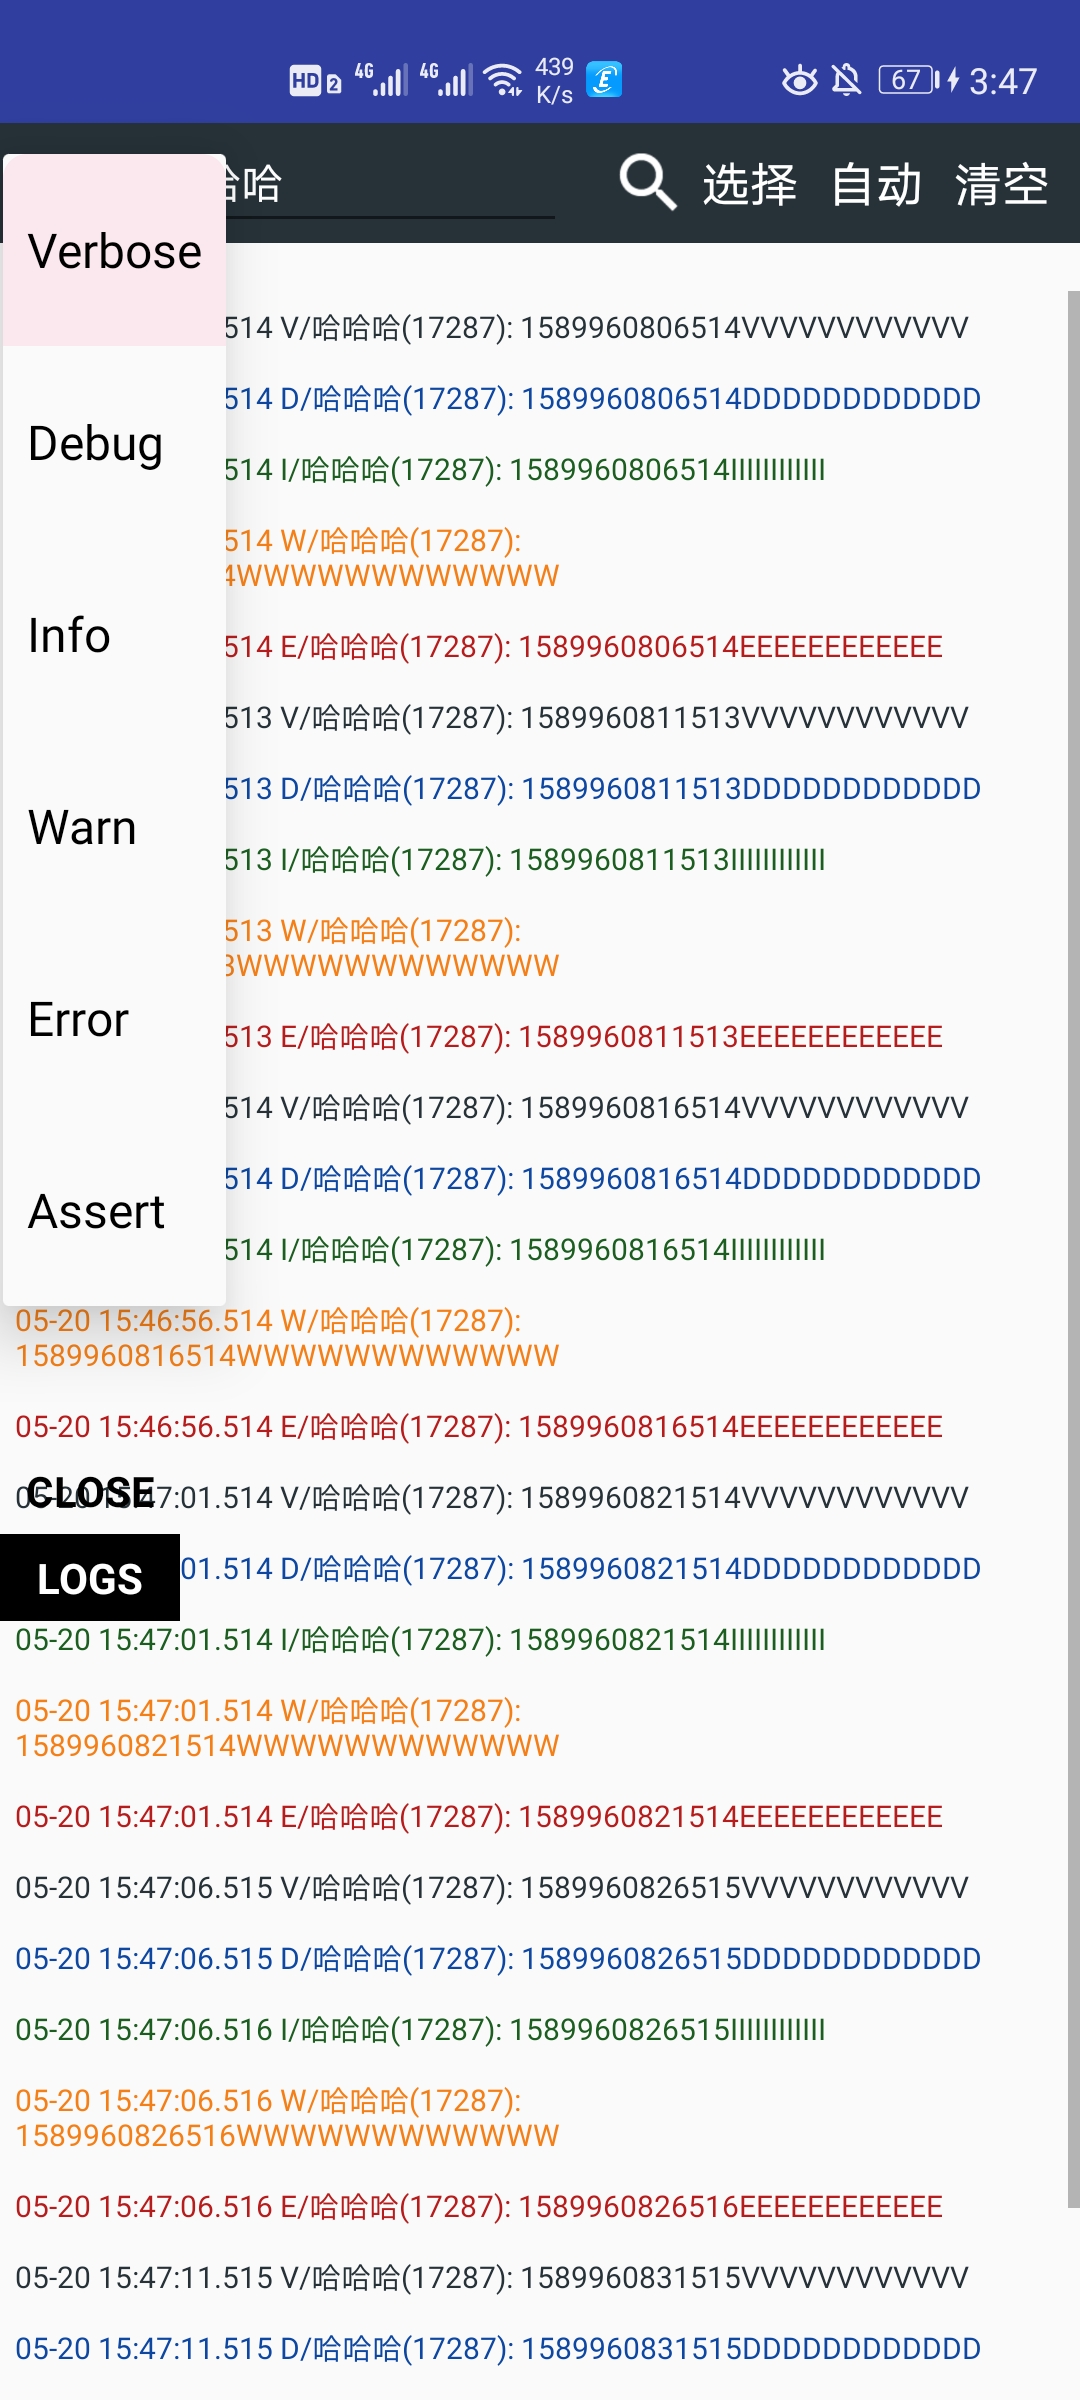 HD 2 4G 4G 439 K/s 67 3:47
哈哈 选择 自动 清空
Verbose
Debug
Info
Warn
Error
Assert
514 V/哈哈哈(17287): 1589960806514VVVVVVVVVVVV
514 D/哈哈哈(17287): 1589960806514DDDDDDDDDDDD
514 I/哈哈哈(17287): 1589960806514IIIIIIIIIIII
514 W/哈哈哈(17287):
4WWWWWWWWWWWW
514 E/哈哈哈(17287): 1589960806514EEEEEEEEEEEE
513 V/哈哈哈(17287): 1589960811513VVVVVVVVVVVV
513 D/哈哈哈(17287): 1589960811513DDDDDDDDDDDD
513 I/哈哈哈(17287): 1589960811513IIIIIIIIIIII
513 W/哈哈哈(17287):
3WWWWWWWWWWWW
513 E/哈哈哈(17287): 1589960811513EEEEEEEEEEEE
514 V/哈哈哈(17287): 1589960816514VVVVVVVVVVVV
514 D/哈哈哈(17287): 1589960816514DDDDDDDDDDDD
514 I/哈哈哈(17287): 1589960816514IIIIIIIIIIII
05-20 15:46:56.514 W/哈哈哈(17287):
1589960816514WWWWWWWWWWWW
05-20 15:46:56.514 E/哈哈哈(17287): 1589960816514EEEEEEEEEEEE
CLOSE
05-20 15:47:01.514 V/哈哈哈(17287): 1589960821514VVVVVVVVVVVV
LOGS
01.514 D/哈哈哈(17287): 1589960821514DDDDDDDDDDDD
05-20 15:47:01.514 I/哈哈哈(17287): 1589960821514IIIIIIIIIIII
05-20 15:47:01.514 W/哈哈哈(17287):
1589960821514WWWWWWWWWWWW
05-20 15:47:01.514 E/哈哈哈(17287): 1589960821514EEEEEEEEEEEE
05-20 15:47:06.515 V/哈哈哈(17287): 1589960826515VVVVVVVVVVVV
05-20 15:47:06.515 D/哈哈哈(17287): 1589960826515DDDDDDDDDDDD
05-20 15:47:06.516 I/哈哈哈(17287): 1589960826515IIIIIIIIIIII
05-20 15:47:06.516 W/哈哈哈(17287):
1589960826516WWWWWWWWWWWW
05-20 15:47:06.516 E/哈哈哈(17287): 1589960826516EEEEEEEEEEEE
05-20 15:47:11.515 V/哈哈哈(17287): 1589960831515VVVVVVVVVVVV
05-20 15:47:11.515 D/哈哈哈(17287): 1589960831515DDDDDDDDDDDD